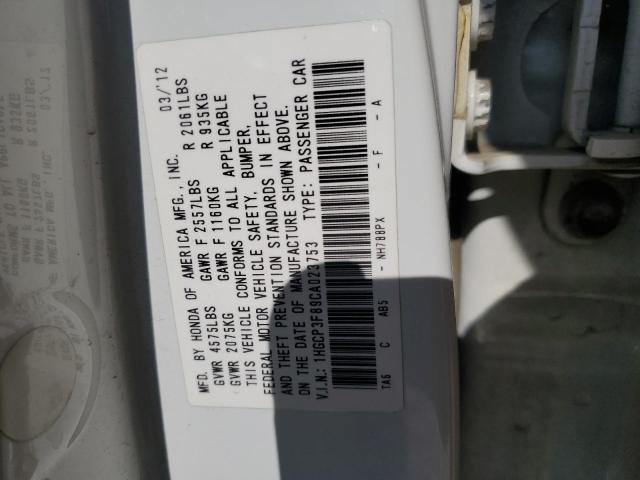 MFD. BY HONDA OF AMERICA MFG., INC. 03/'12
GVWR 4575LBS GAWR F 2557LBS R 2061LBS
GVWR 2075KG GAWR F 1160KG R 935KG
THIS VEHICLE CONFORMS TO ALL APPLICABLE
FEDERAL MOTOR VEHICLE SAFETY, BUMPER,
AND THEFT PREVENTION STANDARDS IN EFFECT
ON THE DATE OF MANUFACTURE SHOWN ABOVE.
V.I.N.: 1HGCP3F89CA023753 TYPE: PASSENGER CAR
TA6 C AB5 - NH788PX - F - A